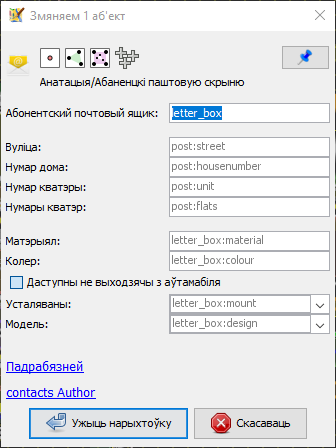 Змяняем 1 аб'ект
Анатацыя/Абаненцкі паштовую скрыню
Абонентский почтовый ящик: letter_box
Вуліца: post:street
Нумар дома: post:housenumber
Нумар кватэры: post:unit
Нумары кватэр: post:flats
Матэрыял: letter_box:material
Колер: letter_box:colour
Даступны не выходзячы з аўтамабіля
Усталяваны: letter_box:mount
Модель: letter_box:design
Падрабязней
contacts Author
Ужыць нарыхтоўку
Скасаваць